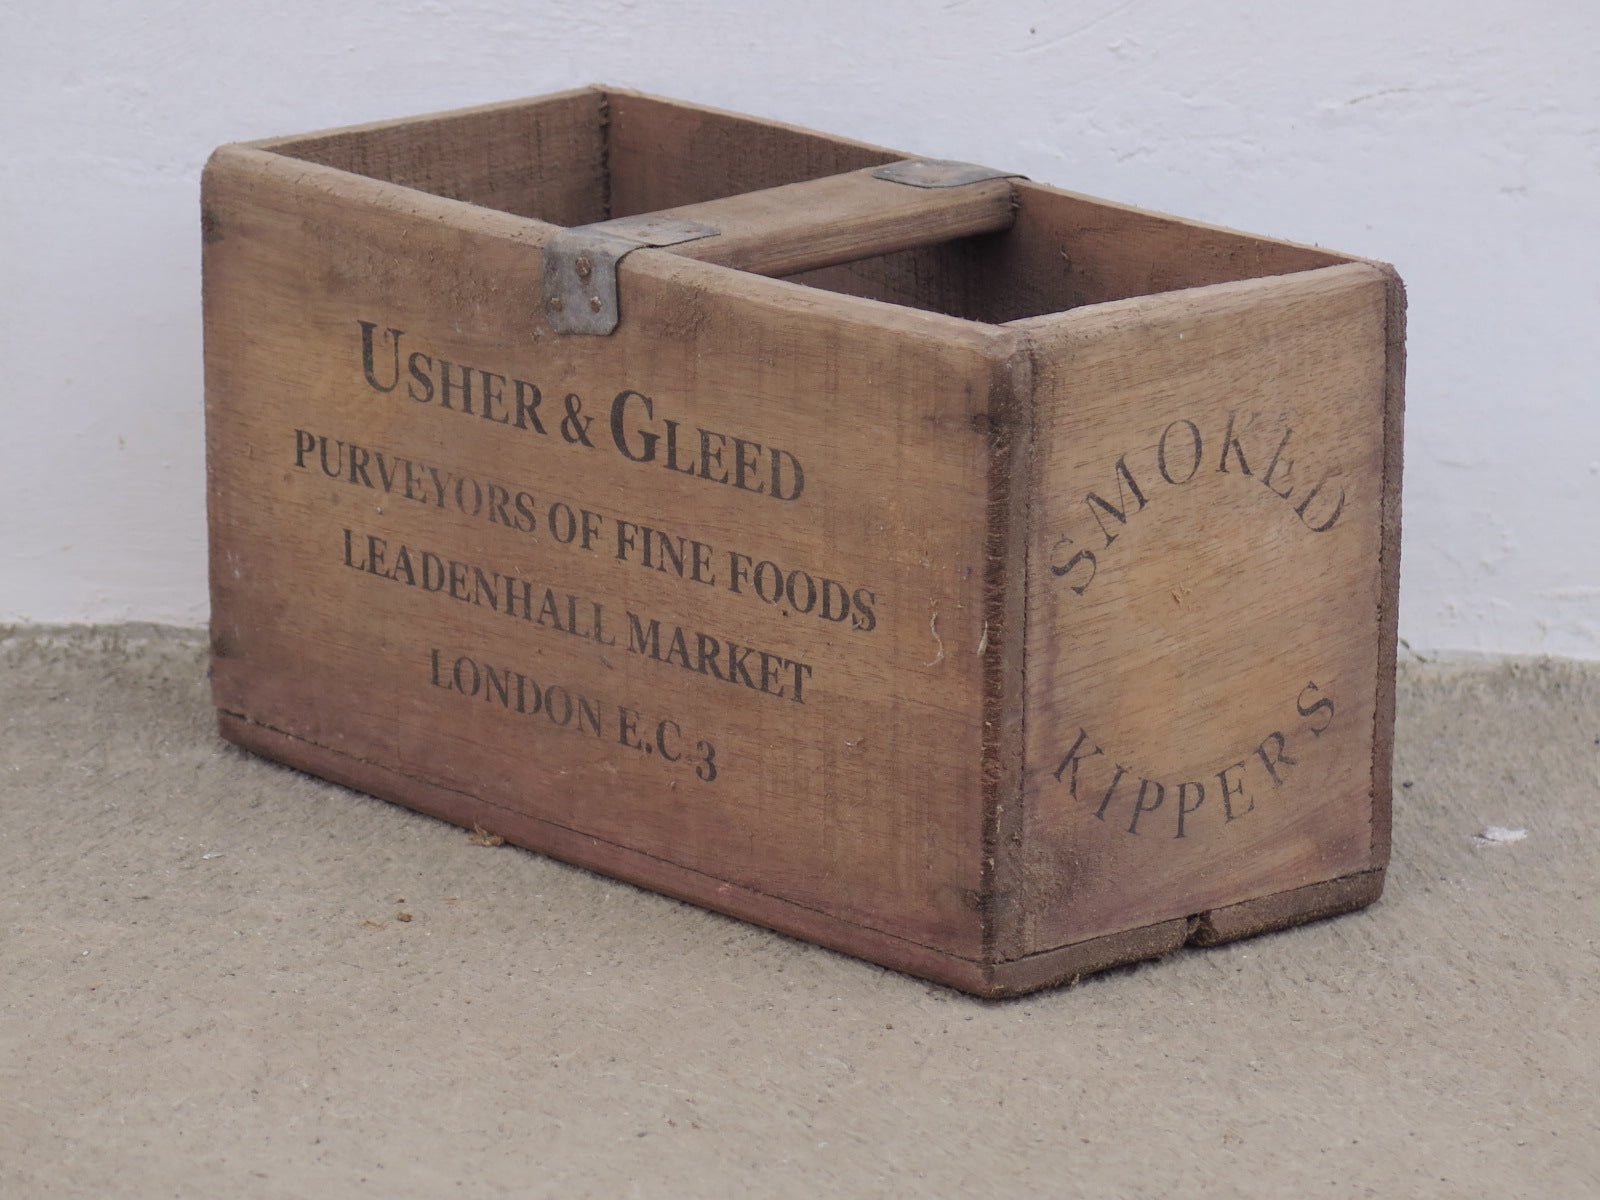 USHER & GLEED
PURVEYORS OF FINE FOODS
LEADENHALL MARKET
LONDON E.C.3
SMOKED
KIPPERS